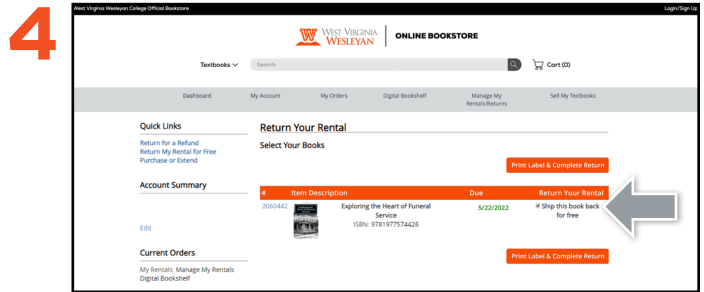 4
West Virginia Wesleyan College Official Bookstore
Login/Sign Up
WEST VIRGINIA
WESLEYAN
ONLINE BOOKSTORE
Textbooks
Search
Cart (0)
Dashboard
My Account
My Orders
Digital Bookshelf
Manage My
Rentals/Returns
Sell My Textbooks
Quick Links
Return for a Refund
Return My Rental for Free
Purchase or Extend
Account Summary
Edit
Current Orders
My Rentals: Manage My Rentals
Digital Bookshelf
Return Your Rental
Select Your Books
Print Label & Complete Return
# Item Description Due Return Your Rental
2060442 Exploring the Heart of Funeral 5/22/2022 Ship this book back
Service for free
ISBN: 9781977574428
Print Label & Complete Return